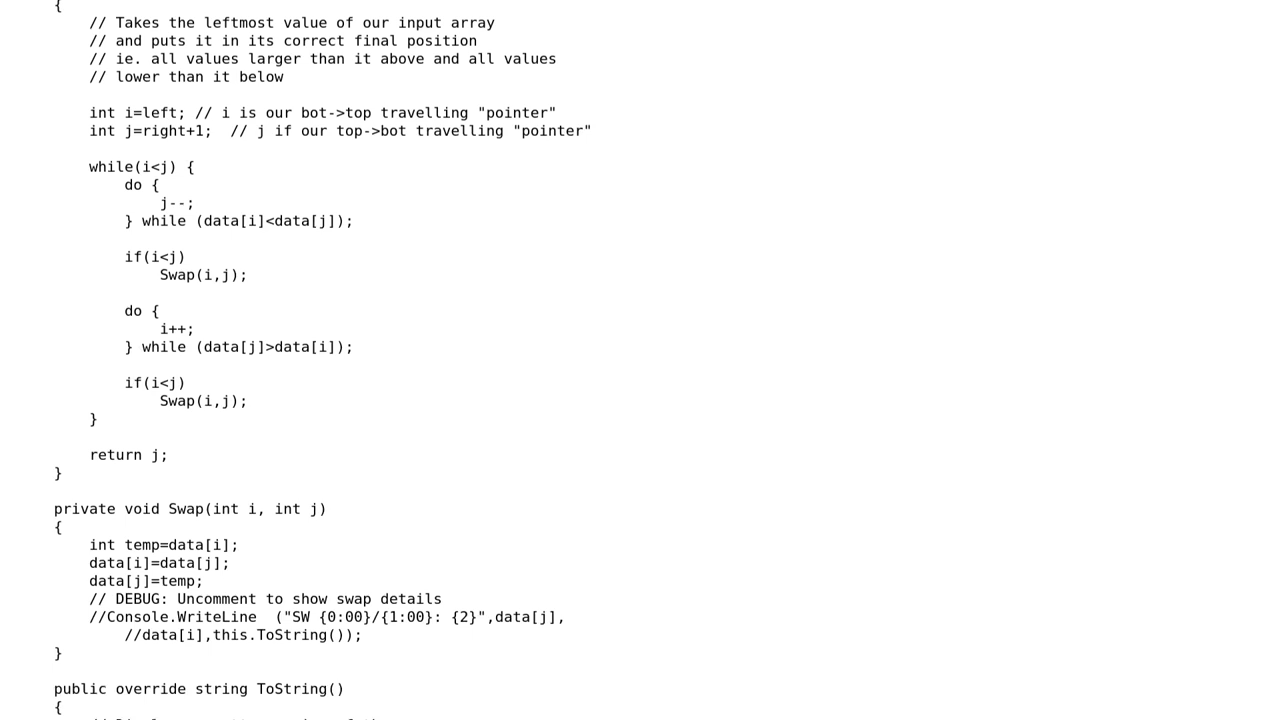 {
// Takes the leftmost value of our input array
// and puts it in its correct final position
// ie. all values larger than it above and all values
// lower than it below
int i=left; // i is our bot->top travelling "pointer"
int j=right+1;  // j if our top->bot travelling "pointer"
while(i<j) {
do {
j--;
} while (data[i]<data[j]);
if(i<j)
Swap(i,j);
do {
i++;
} while (data[j]>data[i]);
if(i<j)
Swap(i,j);
}
return j;
}
private void Swap(int i, int j)
{
int temp=data[i];
data[i]=data[j];
data[j]=temp;
// DEBUG: Uncomment to show swap details
//Console.WriteLine  ("SW {0:00}/{1:00}: {2}",data[j],
//data[i],this.ToString());
}
public override string ToString()
{